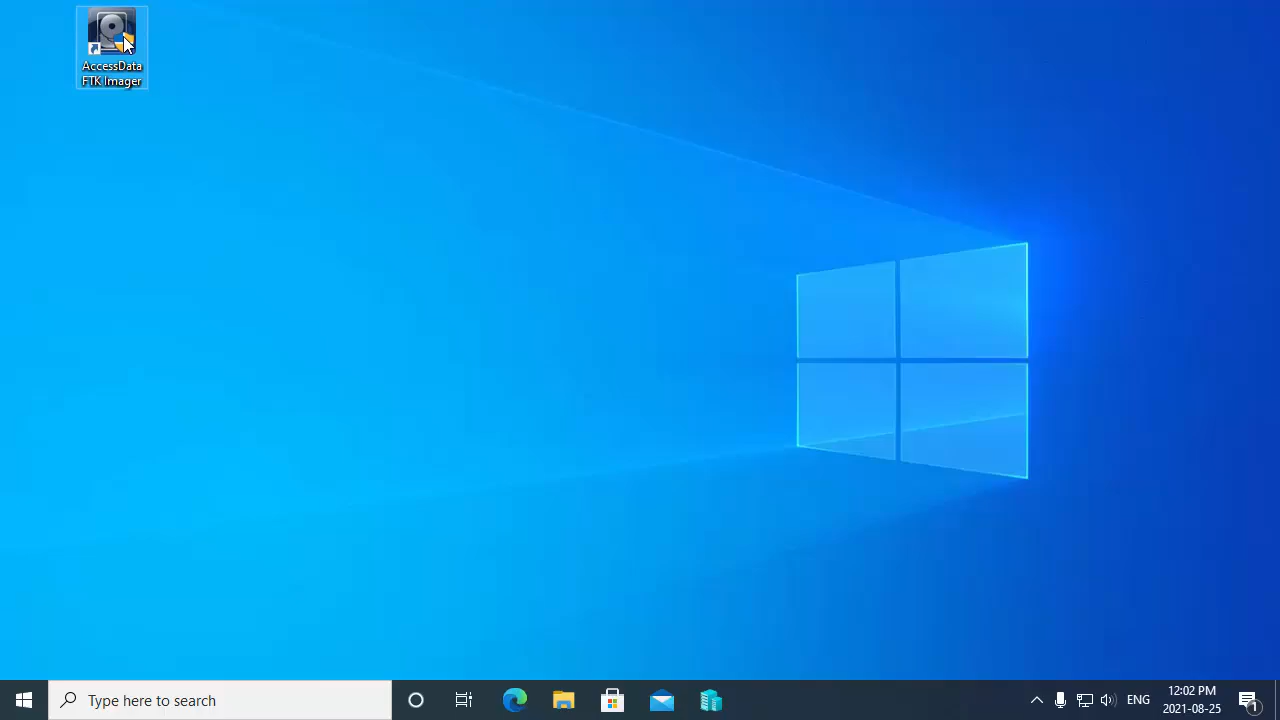 AccessData
FTK Imager
Type here to search
ENG
12:02 PM
2021-08-25
1